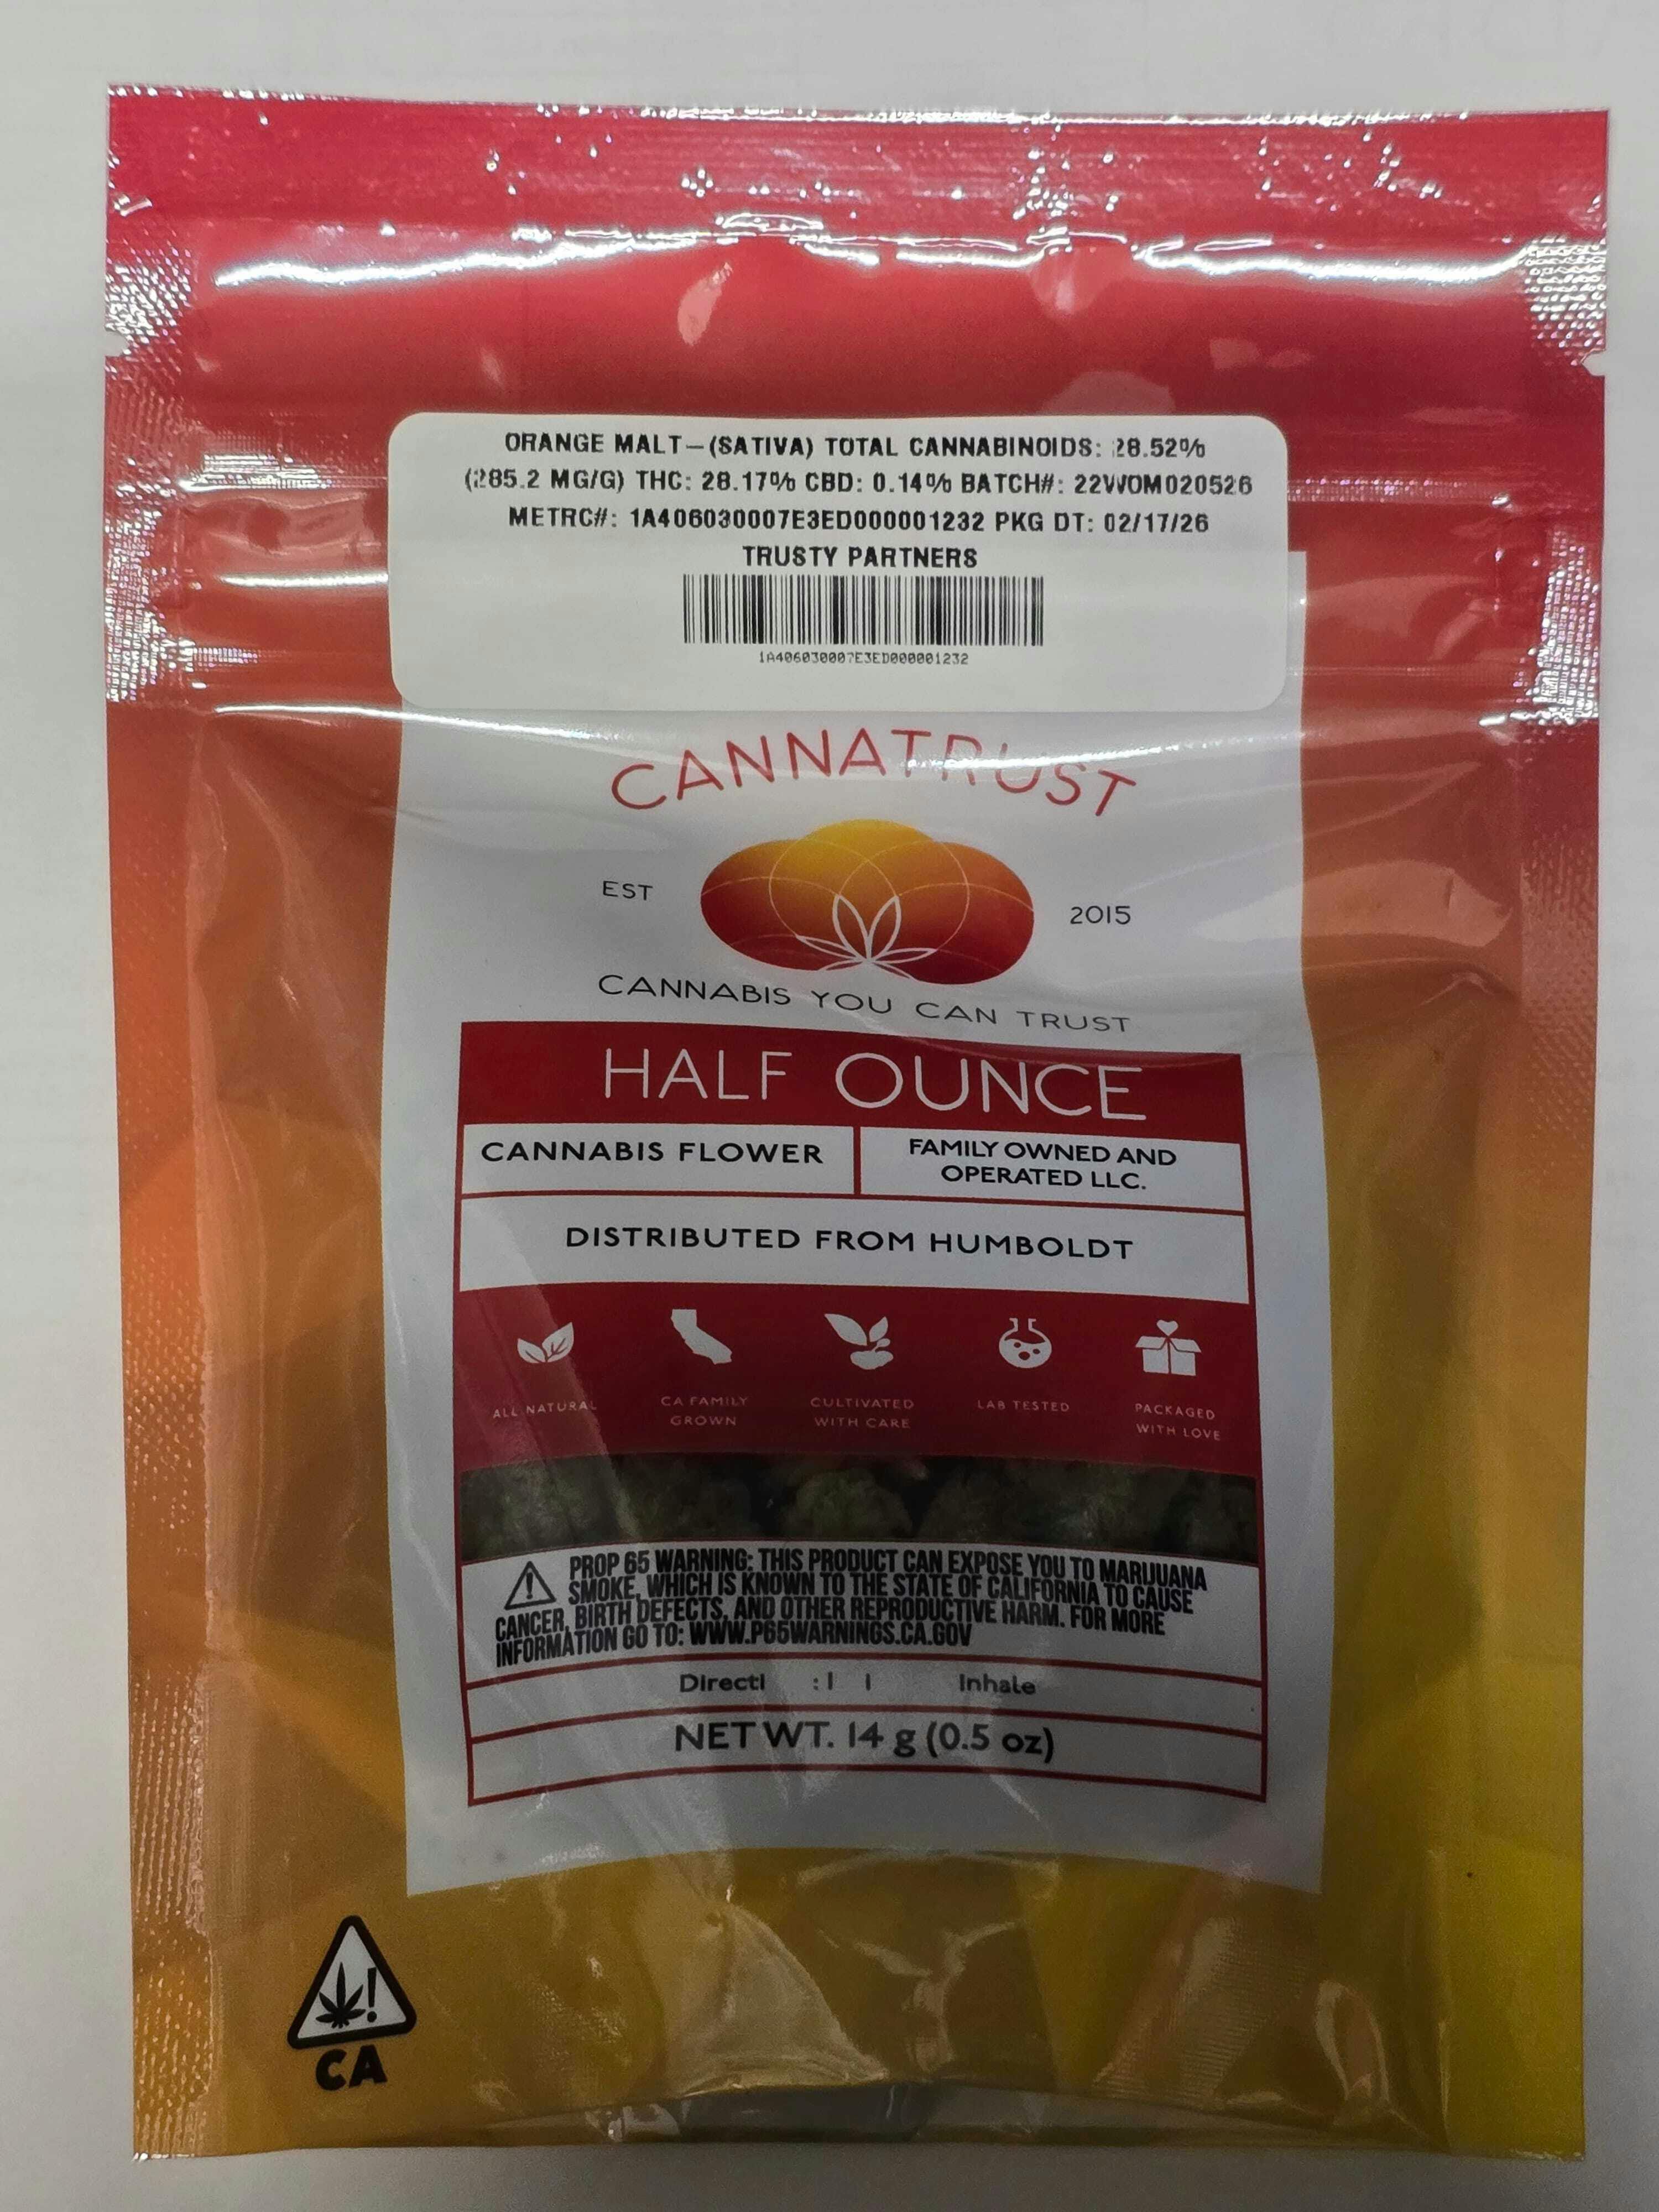 ORANGE MALT-(SATIVA) TOTAL CANNABINOIDS: 28.52%
(285.2 MG/G) THC: 28.17% CBD: 0.14% BATCH#: 22WOM020526
METRC#: 1A406030007E3ED000001232 PKG DT: 02/17/26
TRUSTY PARTNERS
1A406030007E3ED000001232
CANNATRUST
EST
2015
CANNABIS YOU CAN TRUST
HALF OUNCE
CANNABIS FLOWER
FAMILY OWNED AND
OPERATED LLC.
DISTRIBUTED FROM HUMBOLDT
ALL NATURAL
CA FAMILY
GROWN
CULTIVATED
WITH CARE
LAB TESTED
PACKAGED
WITH LOVE
PROP 65 WARNING: THIS PRODUCT CAN EXPOSE YOU TO MARIJUANA
SMOKE, WHICH IS KNOWN TO THE STATE OF CALIFORNIA TO CAUSE
CANCER, BIRTH DEFECTS, AND OTHER REPRODUCTIVE HARM. FOR MORE
INFORMATION GO TO: WWW.P65WARNINGS.CA.GOV
Inhale
NET WT. 14 g (0.5 oz)
!
CA